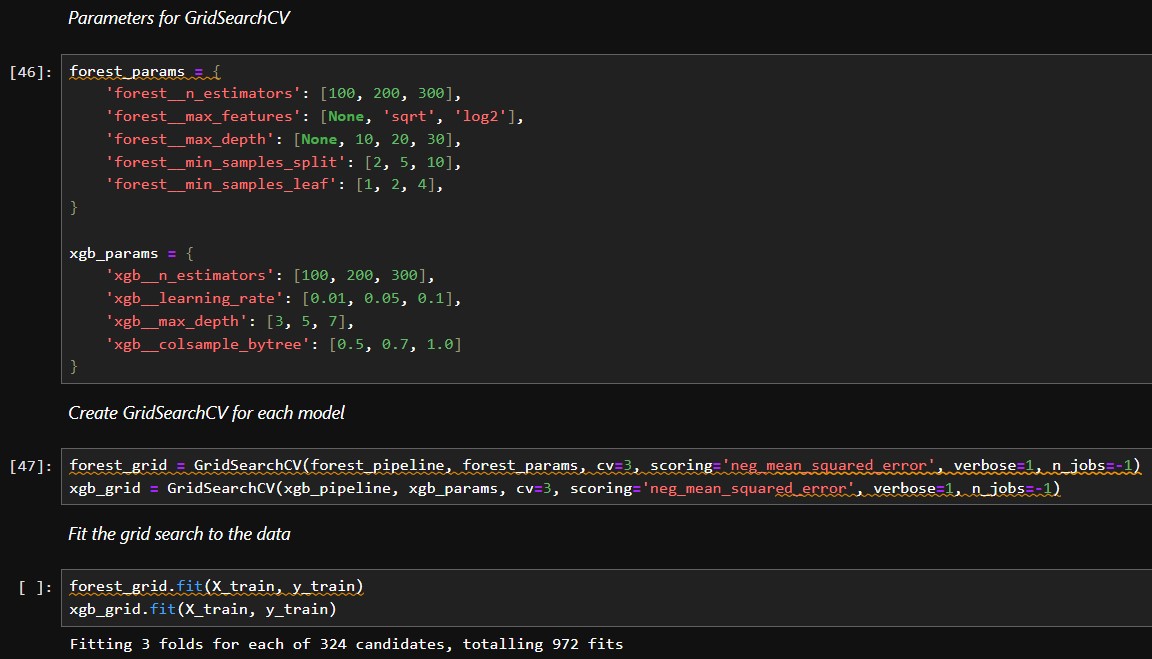 Parameters for GridSearchCV
[46]: forest_params = {
    'forest__n_estimators': [100, 200, 300],
    'forest__max_features': [None, 'sqrt', 'log2'],
    'forest__max_depth': [None, 10, 20, 30],
    'forest__min_samples_split': [2, 5, 10],
    'forest__min_samples_leaf': [1, 2, 4],
}
xgb_params = {
    'xgb__n_estimators': [100, 200, 300],
    'xgb__learning_rate': [0.01, 0.05, 0.1],
    'xgb__max_depth': [3, 5, 7],
    'xgb__colsample_bytree': [0.5, 0.7, 1.0]
}
Create GridSearchCV for each model
[47]: forest_grid = GridSearchCV(forest_pipeline, forest_params, cv=3, scoring='neg_mean_squared_error', verbose=1, n_jobs=-1)
xgb_grid = GridSearchCV(xgb_pipeline, xgb_params, cv=3, scoring='neg_mean_squared_error', verbose=1, n_jobs=-1)
Fit the grid search to the data
[ ]: forest_grid.fit(X_train, y_train)
xgb_grid.fit(X_train, y_train)
Fitting 3 folds for each of 324 candidates, totalling 972 fits